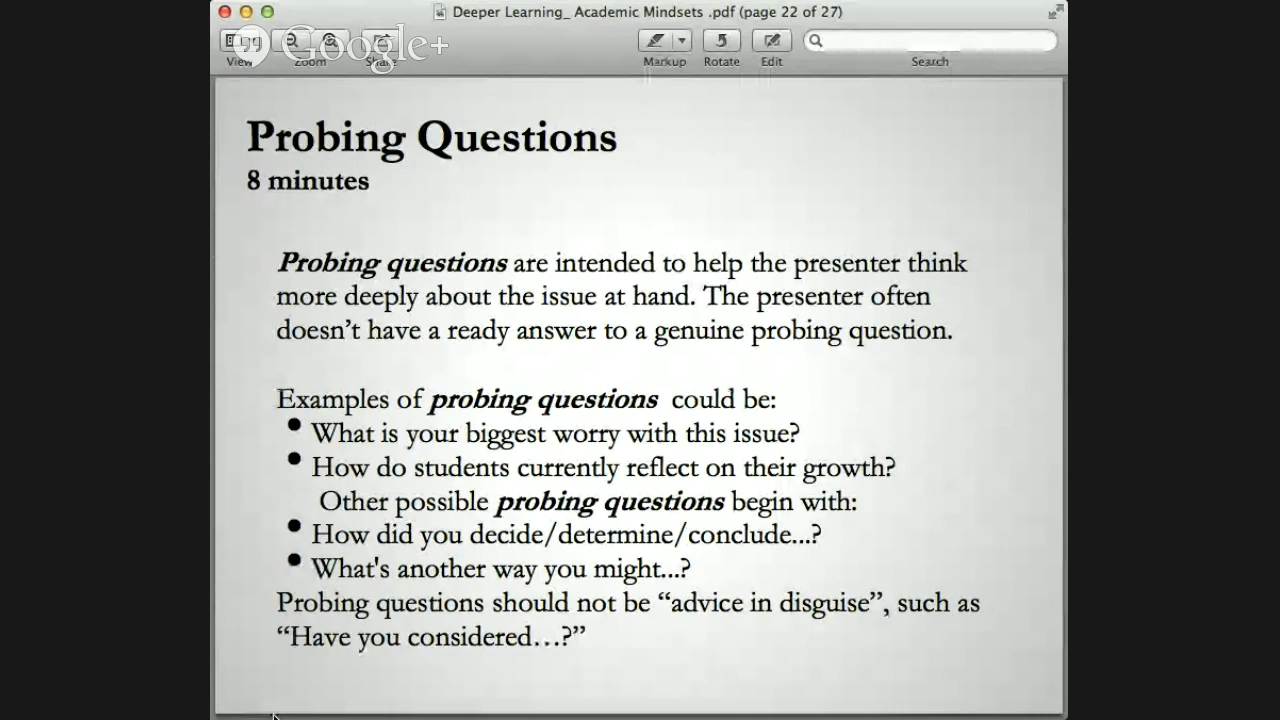 Deeper Learning_ Academic Mindsets .pdf (page 22 of 27)
Google+
View Zoom Share Markup Rotate Edit Search
Probing Questions
8 minutes
Probing questions are intended to help the presenter think
more deeply about the issue at hand. The presenter often
doesn't have a ready answer to a genuine probing question.
Examples of probing questions could be:
• What is your biggest worry with this issue?
• How do students currently reflect on their growth?
Other possible probing questions begin with:
• How did you decide/determine/conclude...?
• What's another way you might...?
Probing questions should not be “advice in disguise”, such as
“Have you considered…?”